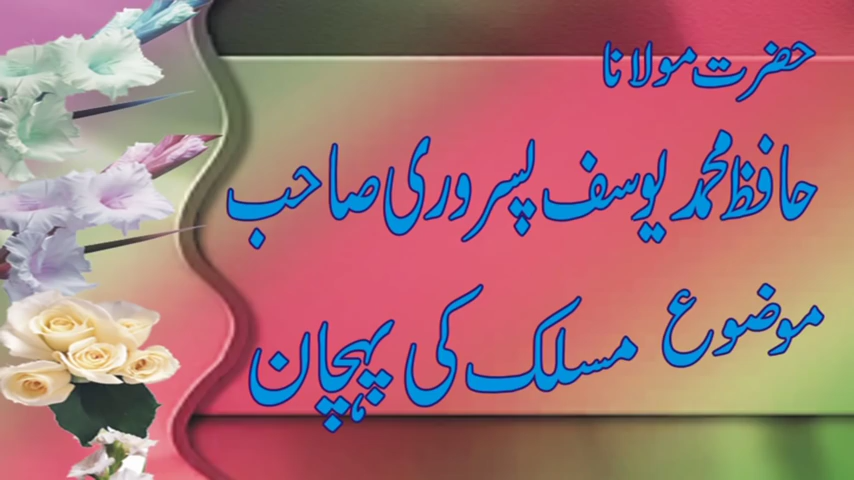 حضرت مولانا
حافظ محمد یوسف پسروری صاحب
موضوع مسلک کی پہچان